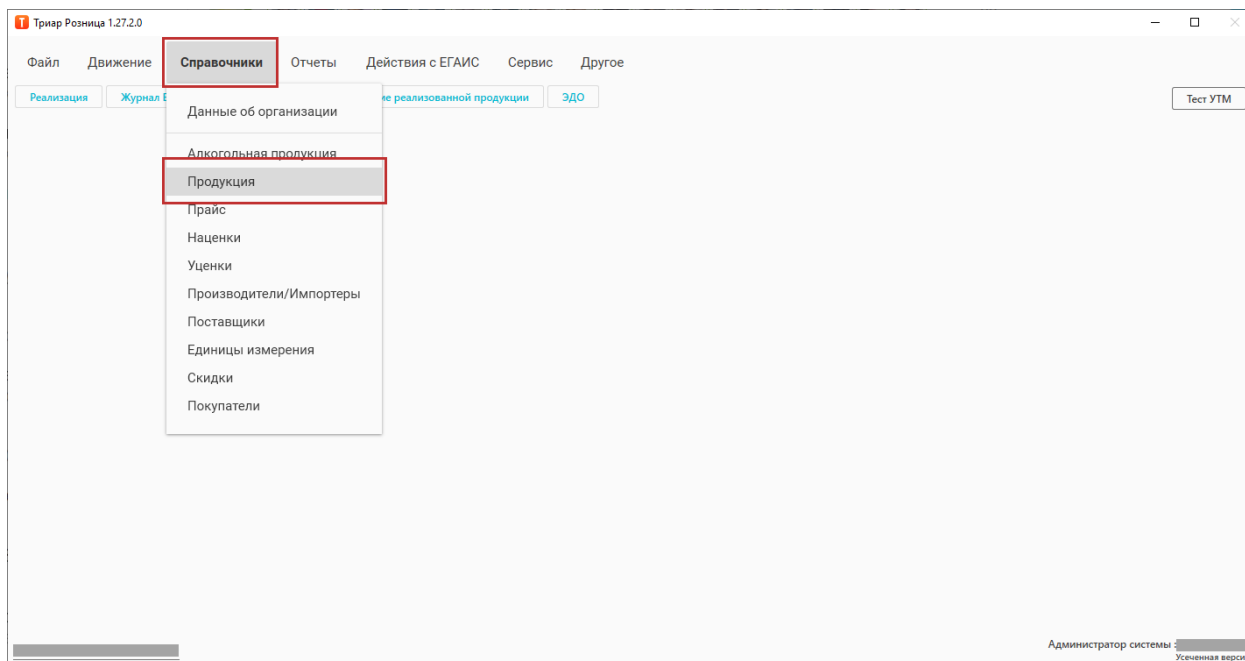 Триар Розница 1.27.2.0
Файл Движение Справочники Отчеты Действия с ЕГАИС Сервис Другое
Реализация Журнал реализованной продукции ЭДО Тест УТМ
Данные об организации
Алкогольная продукция
Продукция
Прайс
Наценки
Уценки
Производители/Импортеры
Поставщики
Единицы измерения
Скидки
Покупатели
Администратор системы :
Усеченная